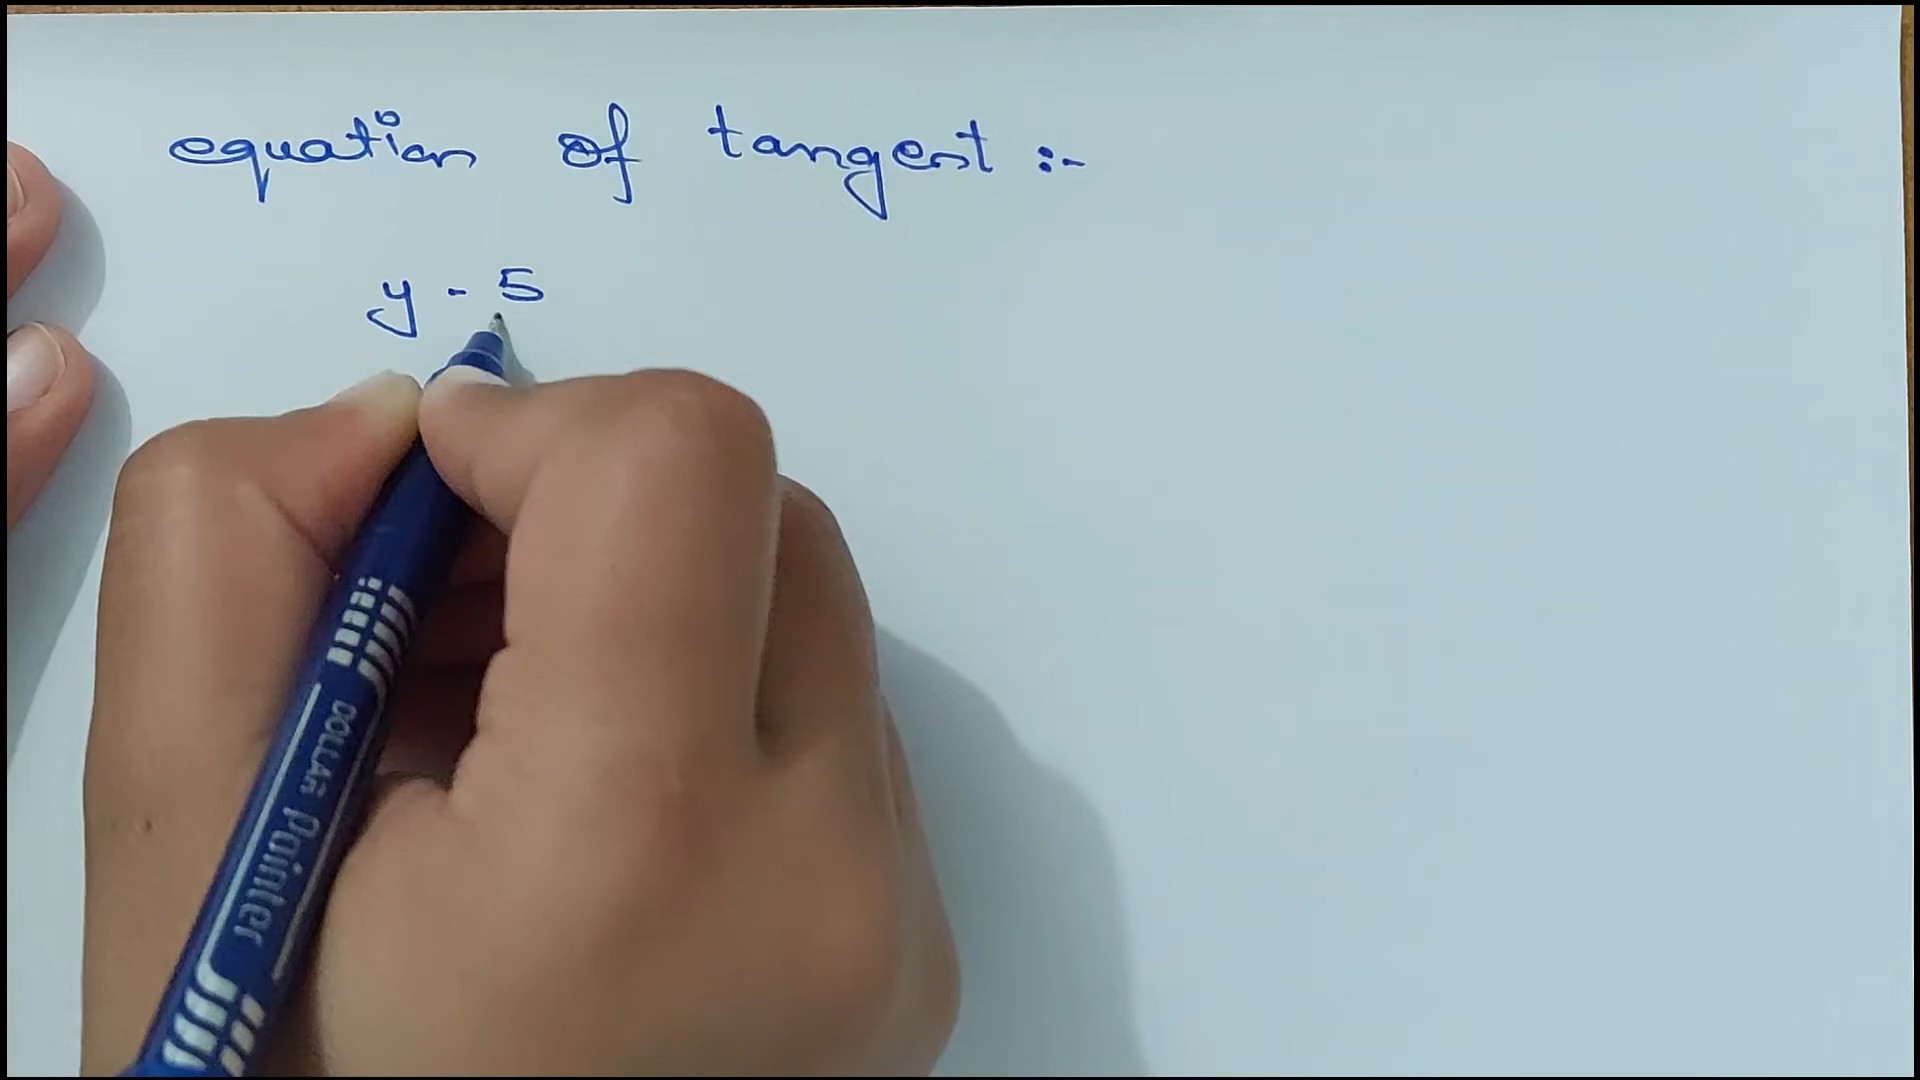 equation of tangent :-
y - 5
DOLLAR Pointer